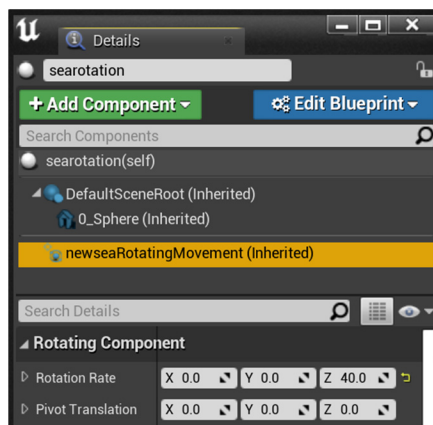 Details
searotation
+ Add Component
Edit Blueprint
Search Components
searotation(self)
DefaultSceneRoot (Inherited)
0_Sphere (Inherited)
newseaRotatingMovement (Inherited)
Search Details
Rotating Component
Rotation Rate X 0.0 Y 0.0 Z 40.0
Pivot Translation X 0.0 Y 0.0 Z 0.0